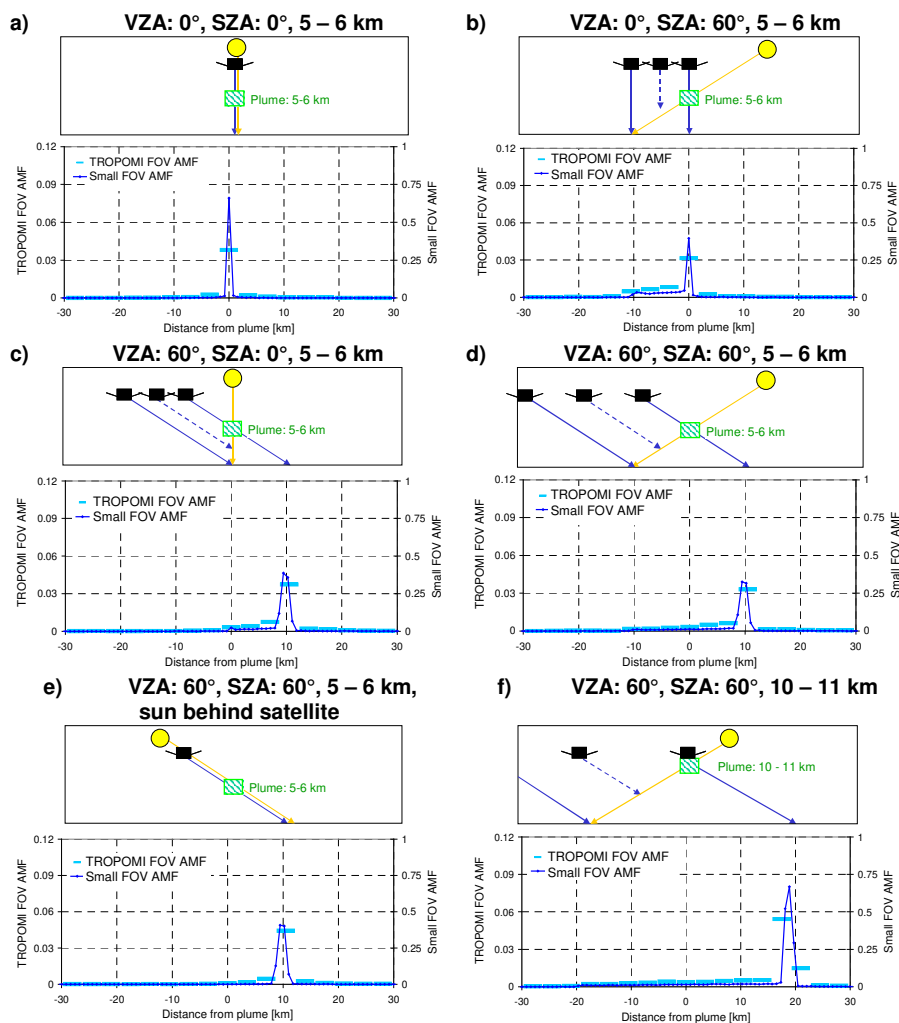 a) VZA: 0°, SZA: 0°, 5 – 6 km
Plume: 5-6 km
TROPOMI FOV AMF
Small FOV AMF
0.12
0.09
0.06
0.03
0
1
0.75
0.5
0.25
0
-30 -20 -10 0 10 20 30
TROPOMI FOV AMF
Small FOV AMF
Distance from plume [km]
b) VZA: 0°, SZA: 60°, 5 – 6 km
Plume: 5-6 km
TROPOMI FOV AMF
Small FOV AMF
0.12
0.09
0.06
0.03
0
1
0.75
0.5
0.25
0
-30 -20 -10 0 10 20 30
TROPOMI FOV AMF
Small FOV AMF
Distance from plume [km]
c) VZA: 60°, SZA: 0°, 5 – 6 km
Plume: 5-6 km
TROPOMI FOV AMF
Small FOV AMF
0.12
0.09
0.06
0.03
0
1
0.75
0.5
0.25
0
-30 -20 -10 0 10 20 30
TROPOMI FOV AMF
Small FOV AMF
Distance from plume [km]
d) VZA: 60°, SZA: 60°, 5 – 6 km
Plume: 5-6 km
TROPOMI FOV AMF
Small FOV AMF
0.12
0.09
0.06
0.03
0
1
0.75
0.5
0.25
0
-30 -20 -10 0 10 20 30
TROPOMI FOV AMF
Small FOV AMF
Distance from plume [km]
e) VZA: 60°, SZA: 60°, 5 – 6 km,
sun behind satellite
Plume: 5-6 km
TROPOMI FOV AMF
Small FOV AMF
0.12
0.09
0.06
0.03
0
1
0.75
0.5
0.25
0
-30 -20 -10 0 10 20 30
TROPOMI FOV AMF
Small FOV AMF
Distance from plume [km]
f) VZA: 60°, SZA: 60°, 10 – 11 km
Plume: 10 - 11 km
TROPOMI FOV AMF
Small FOV AMF
0.12
0.09
0.06
0.03
0
1
0.75
0.5
0.25
0
-30 -20 -10 0 10 20 30
TROPOMI FOV AMF
Small FOV AMF
Distance from plume [km]